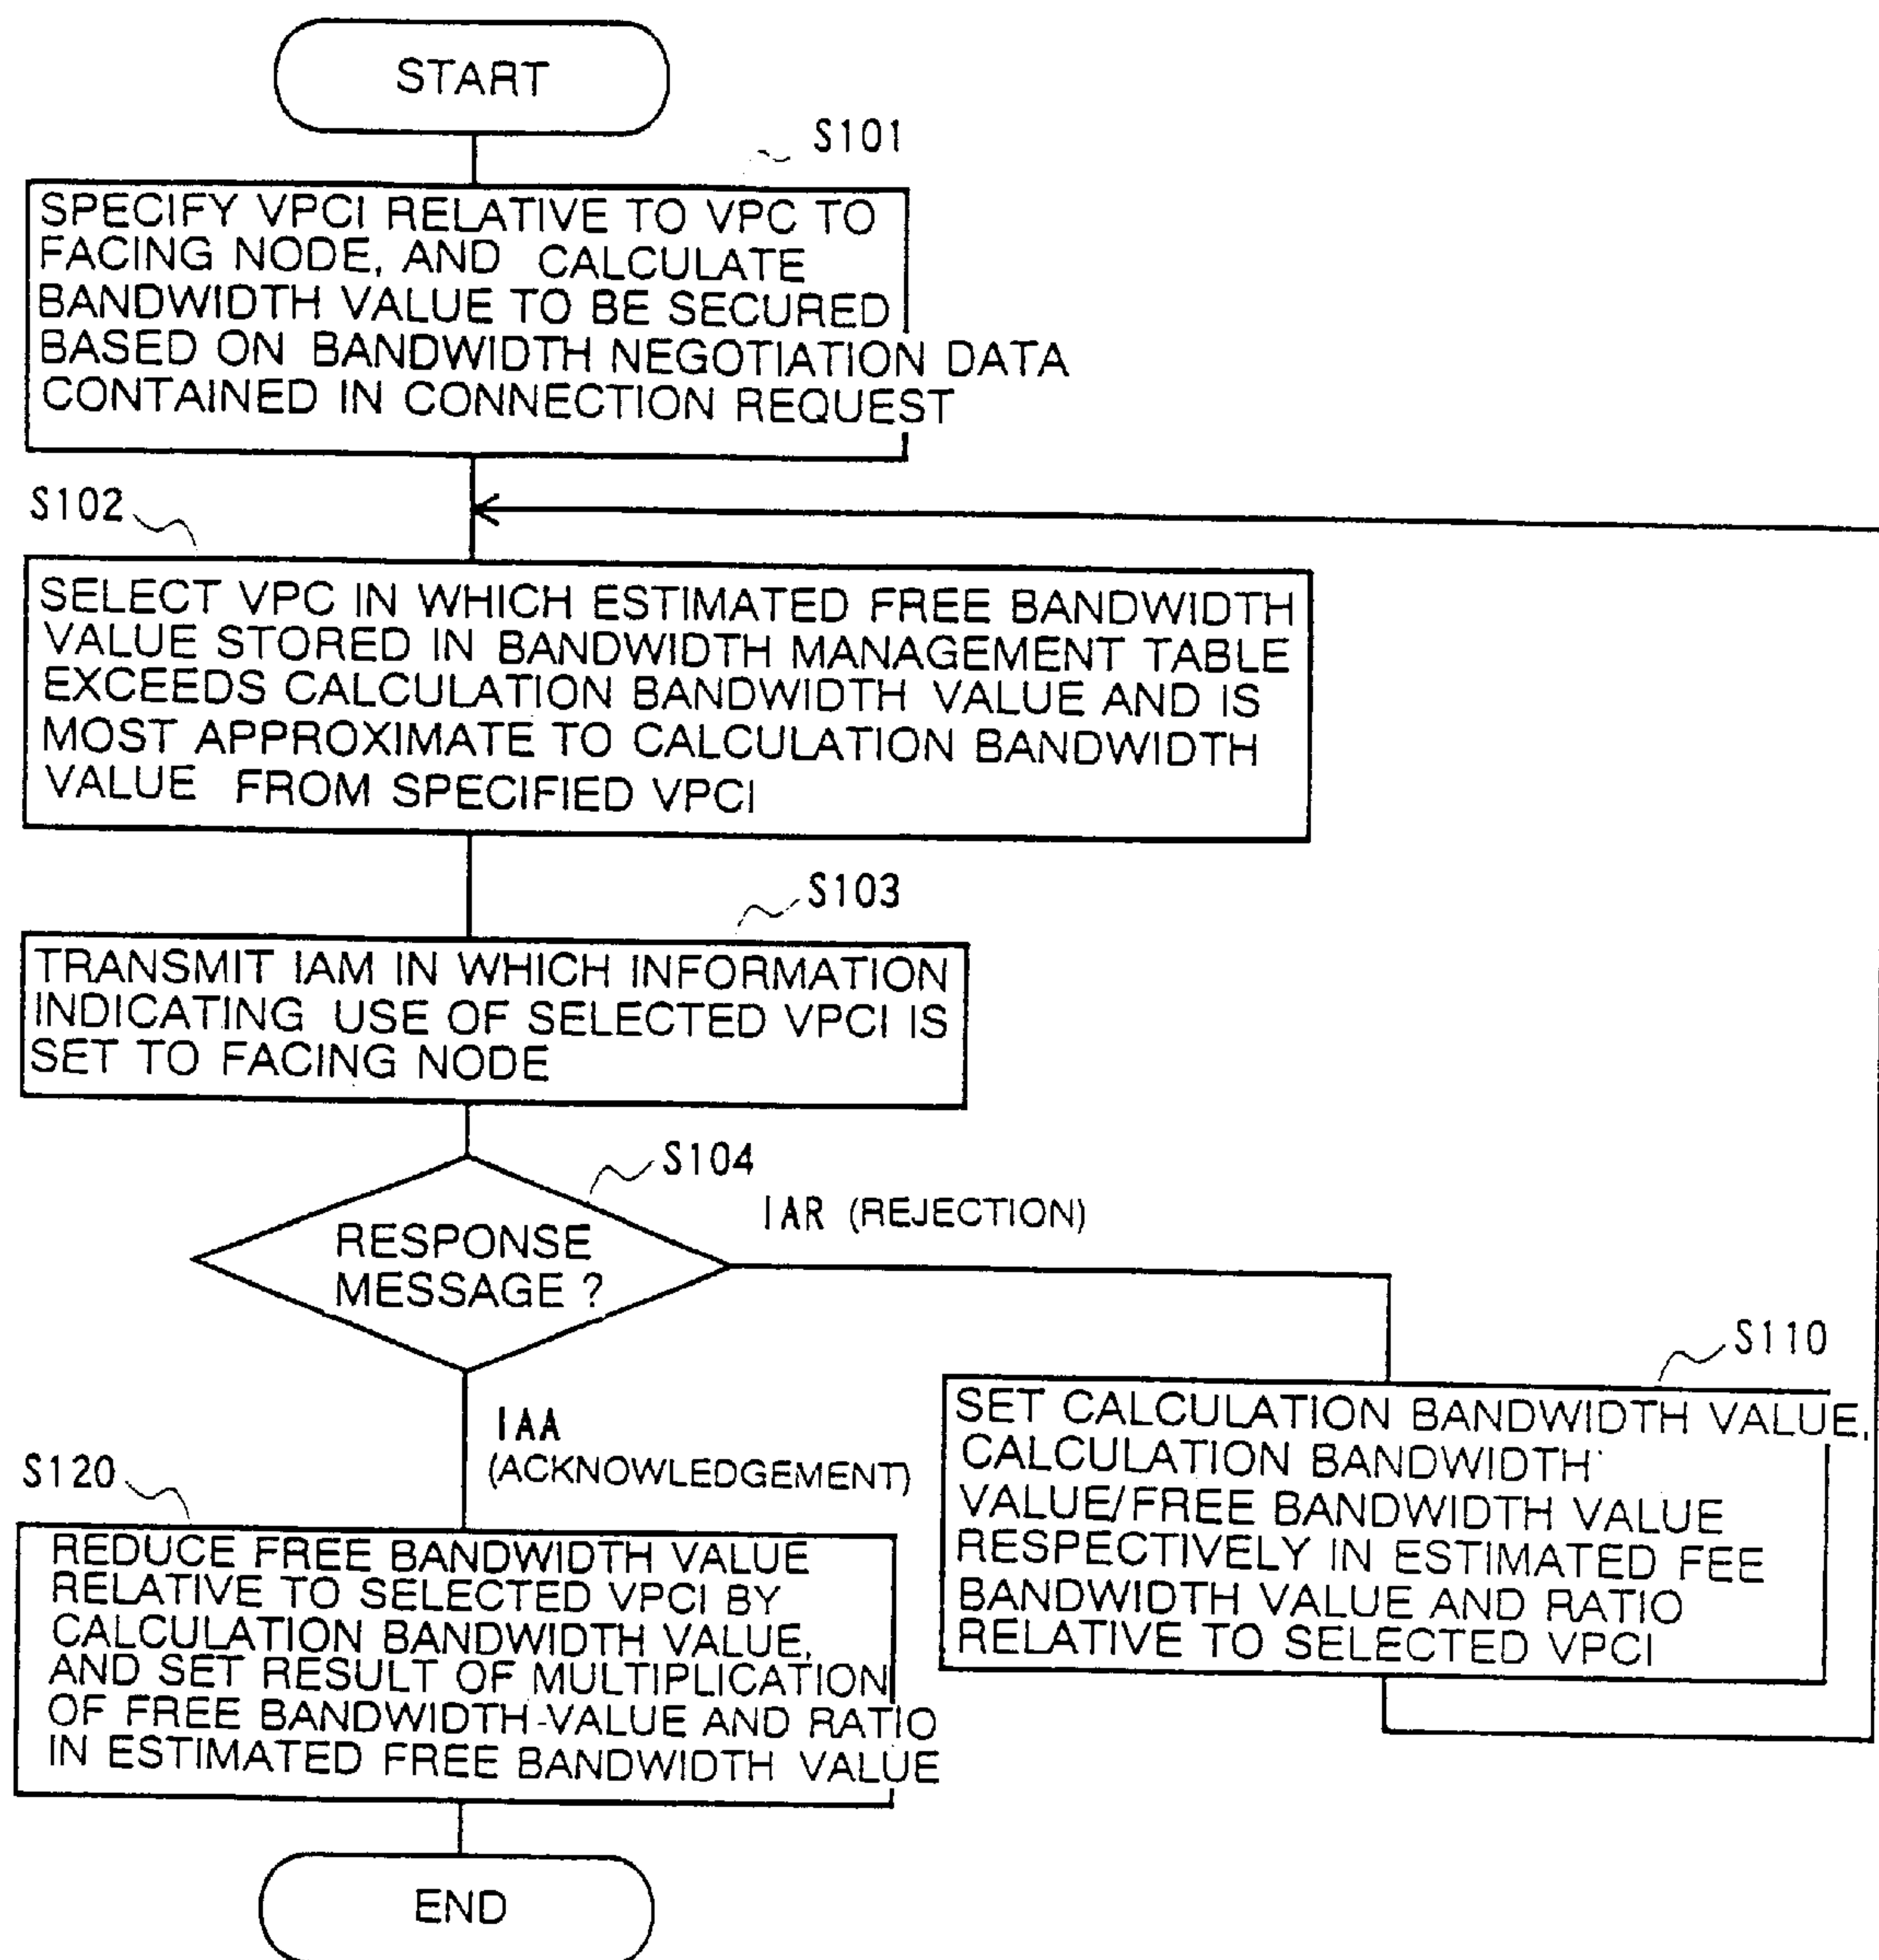 START
S101
SPECIFY VPCI RELATIVE TO VPC TO
FACING NODE, AND CALCULATE
BANDWIDTH VALUE TO BE SECURED
BASED ON BANDWIDTH NEGOTIATION DATA
CONTAINED IN CONNECTION REQUEST
S102
SELECT VPC IN WHICH ESTIMATED FREE BANDWIDTH
VALUE STORED IN BANDWIDTH MANAGEMENT TABLE
EXCEEDS CALCULATION BANDWIDTH VALUE AND IS
MOST APPROXIMATE TO CALCULATION BANDWIDTH
VALUE FROM SPECIFIED VPCI
S103
TRANSMIT IAM IN WHICH INFORMATION
INDICATING USE OF SELECTED VPCI IS
SET TO FACING NODE
S104
RESPONSE
MESSAGE ?
IAR (REJECTION)
IAA
(ACKNOWLEDGEMENT)
S110
SET CALCULATION BANDWIDTH VALUE,
CALCULATION BANDWIDTH
VALUE/FREE BANDWIDTH VALUE
RESPECTIVELY IN ESTIMATED FEE
BANDWIDTH VALUE AND RATIO
RELATIVE TO SELECTED VPCI
S120
REDUCE FREE BANDWIDTH VALUE
RELATIVE TO SELECTED VPCI BY
CALCULATION BANDWIDTH VALUE,
AND SET RESULT OF MULTIPLICATION
OF FREE BANDWIDTH-VALUE AND RATIO
IN ESTIMATED FREE BANDWIDTH VALUE
END